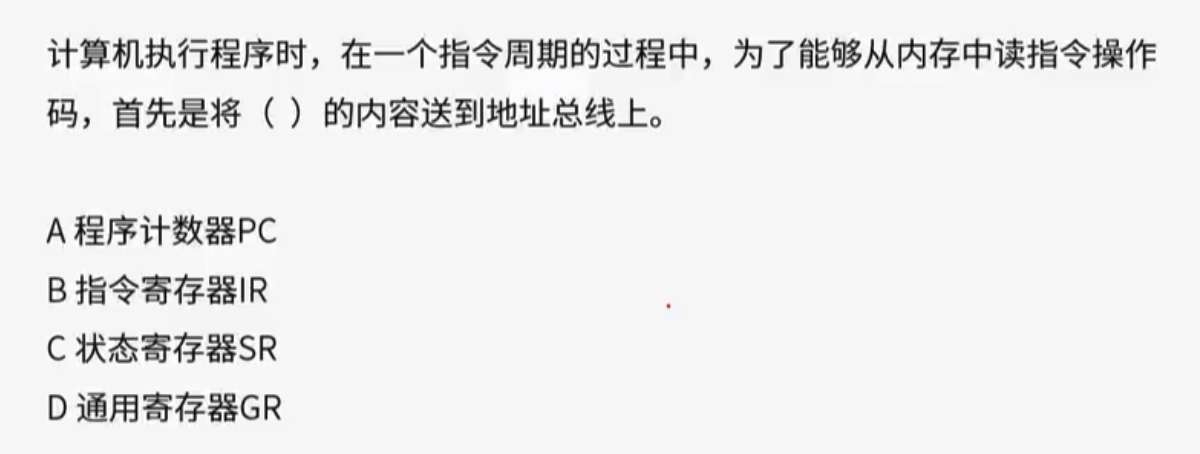 计算机执行程序时，在一个指令周期的过程中，为了能够从内存中读指令操作
码，首先是将（ ）的内容送到地址总线上。
A 程序计数器PC
B 指令寄存器IR
C 状态寄存器SR
D 通用寄存器GR